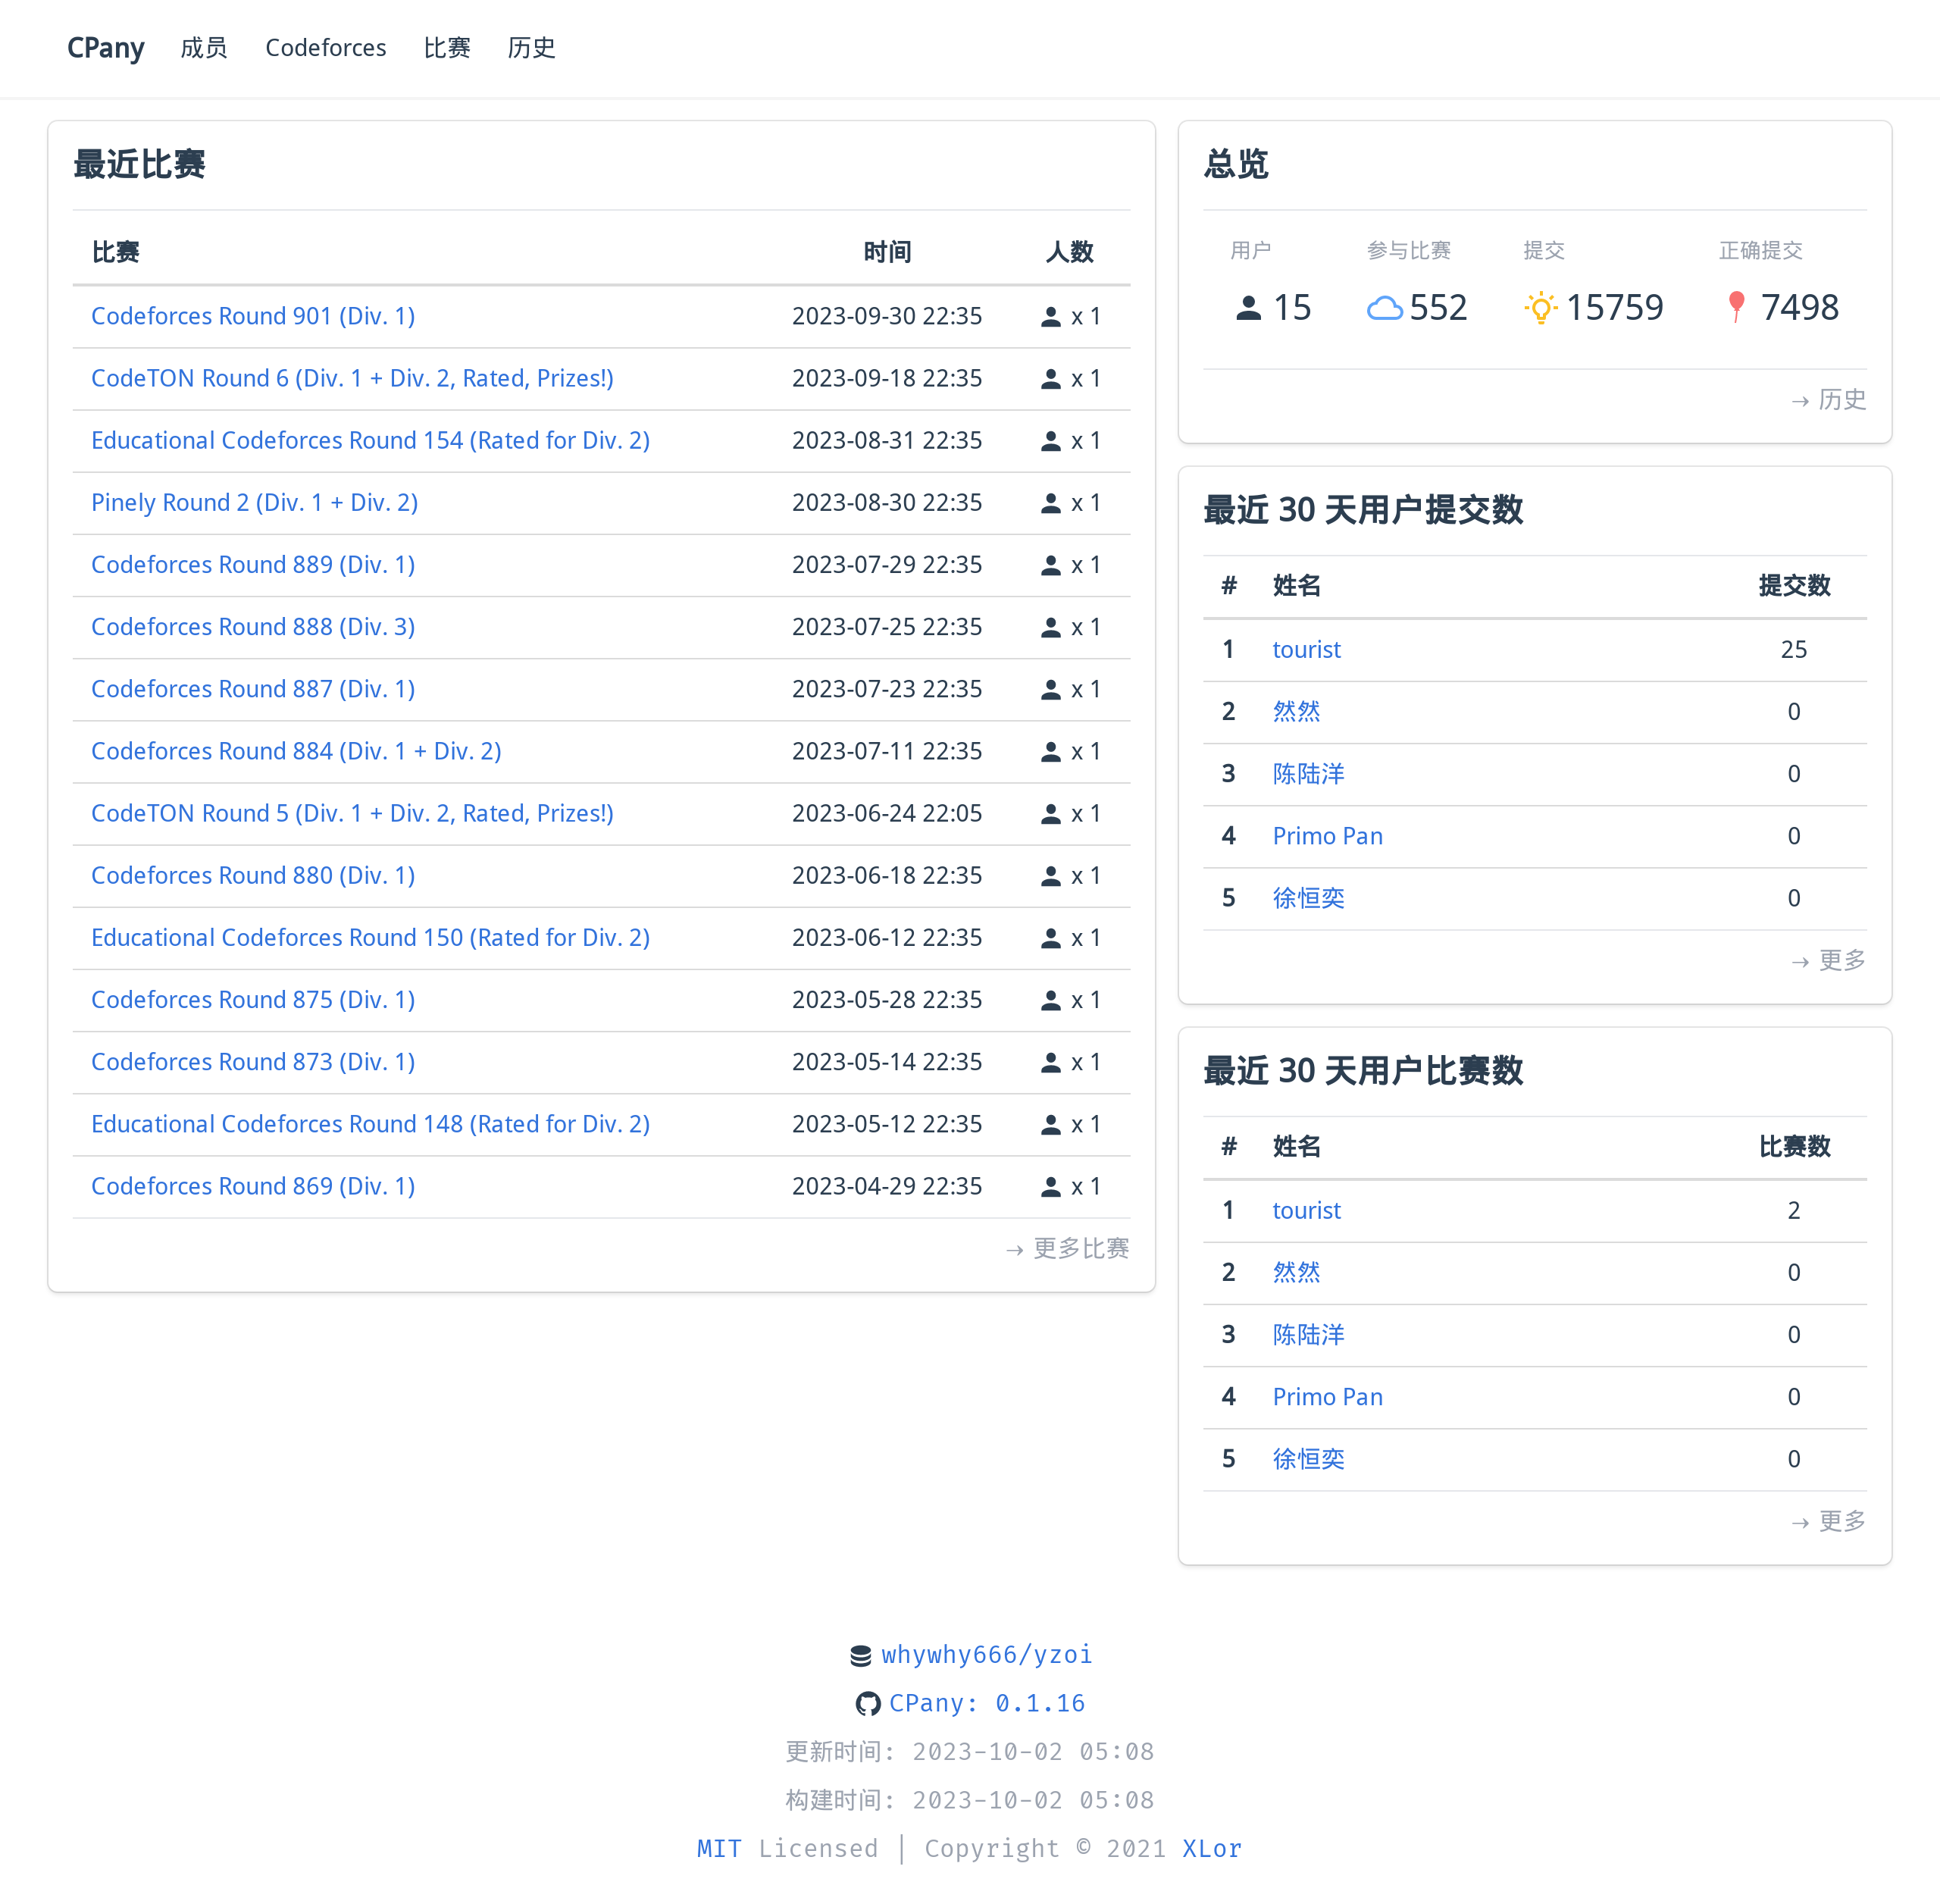 CPany 成员 Codeforces 比赛 历史
最近比赛
比赛 时间 人数
Codeforces Round 901 (Div. 1) 2023-09-30 22:35 x 1
CodeTON Round 6 (Div. 1 + Div. 2, Rated, Prizes!) 2023-09-18 22:35 x 1
Educational Codeforces Round 154 (Rated for Div. 2) 2023-08-31 22:35 x 1
Pinely Round 2 (Div. 1 + Div. 2) 2023-08-30 22:35 x 1
Codeforces Round 889 (Div. 1) 2023-07-29 22:35 x 1
Codeforces Round 888 (Div. 3) 2023-07-25 22:35 x 1
Codeforces Round 887 (Div. 1) 2023-07-23 22:35 x 1
Codeforces Round 884 (Div. 1 + Div. 2) 2023-07-11 22:35 x 1
CodeTON Round 5 (Div. 1 + Div. 2, Rated, Prizes!) 2023-06-24 22:05 x 1
Codeforces Round 880 (Div. 1) 2023-06-18 22:35 x 1
Educational Codeforces Round 150 (Rated for Div. 2) 2023-06-12 22:35 x 1
Codeforces Round 875 (Div. 1) 2023-05-28 22:35 x 1
Codeforces Round 873 (Div. 1) 2023-05-14 22:35 x 1
Educational Codeforces Round 148 (Rated for Div. 2) 2023-05-12 22:35 x 1
Codeforces Round 869 (Div. 1) 2023-04-29 22:35 x 1
→ 更多比赛
总览
用户 参与比赛 提交 正确提交
15 552 15759 7498
→ 历史
最近 30 天用户提交数
# 姓名 提交数
1 tourist 25
2 然然 0
3 陈陆洋 0
4 Primo Pan 0
5 徐恒奕 0
→ 更多
最近 30 天用户比赛数
# 姓名 比赛数
1 tourist 2
2 然然 0
3 陈陆洋 0
4 Primo Pan 0
5 徐恒奕 0
→ 更多
whywhy666/yzoi
CPany: 0.1.16
更新时间: 2023-10-02 05:08
构建时间: 2023-10-02 05:08
MIT Licensed | Copyright © 2021 XLor